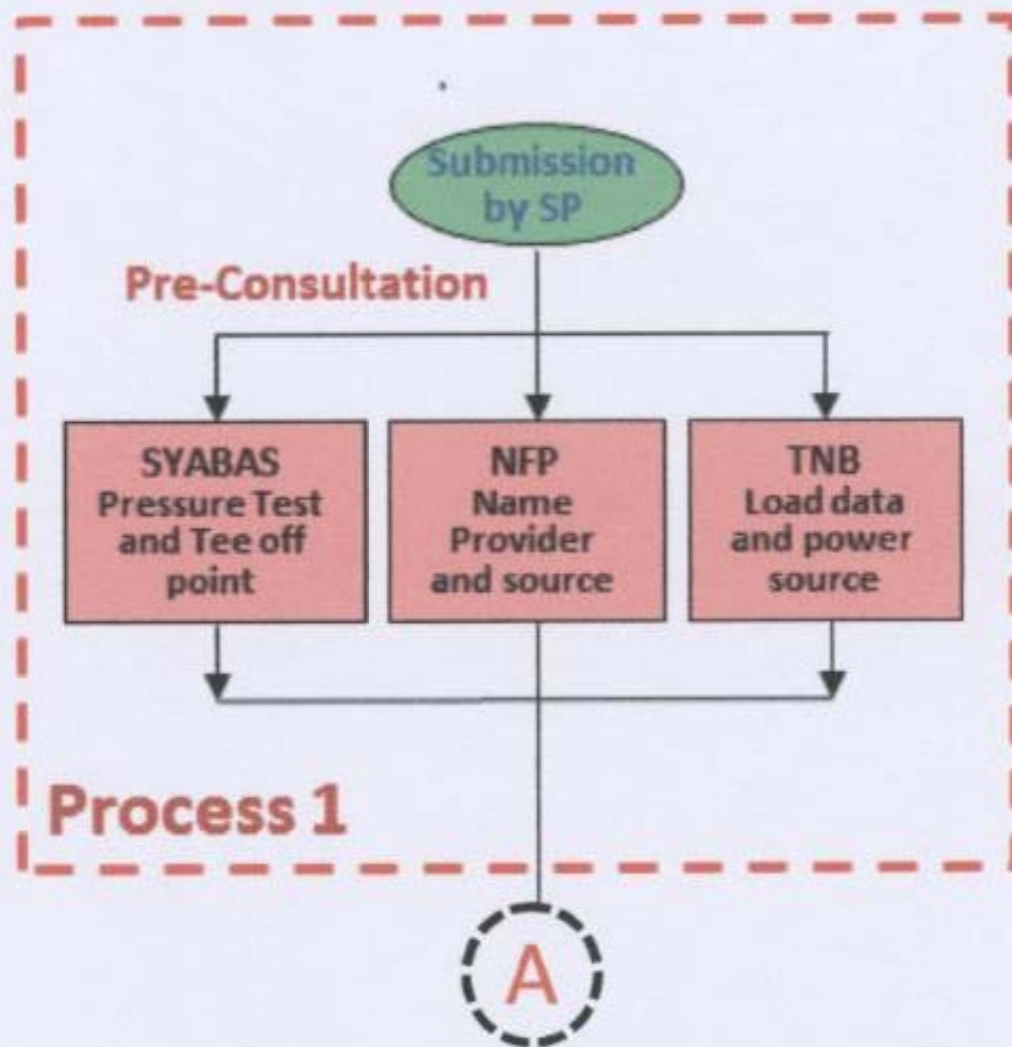 Submission
by SP
Pre-Consultation
SYABAS
Pressure Test
and Tee off
point
NFP
Name
Provider
and source
TNB
Load data
and power
source
Process 1
A